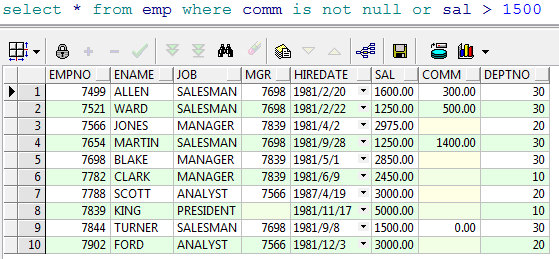 select * from emp where comm is not null or sal > 1500
EMPNO ENAME JOB MGR HIREDATE SAL COMM DEPTNO
1 7499 ALLEN SALESMAN 7698 1981/2/20 1600.00 300.00 30
2 7521 WARD SALESMAN 7698 1981/2/22 1250.00 500.00 30
3 7566 JONES MANAGER 7839 1981/4/2 2975.00 20
4 7654 MARTIN SALESMAN 7698 1981/9/28 1250.00 1400.00 30
5 7698 BLAKE MANAGER 7839 1981/5/1 2850.00 30
6 7782 CLARK MANAGER 7839 1981/6/9 2450.00 10
7 7788 SCOTT ANALYST 7566 1987/4/19 3000.00 20
8 7839 KING PRESIDENT 1981/11/17 5000.00 10
9 7844 TURNER SALESMAN 7698 1981/9/8 1500.00 0.00 30
10 7902 FORD ANALYST 7566 1981/12/3 3000.00 20